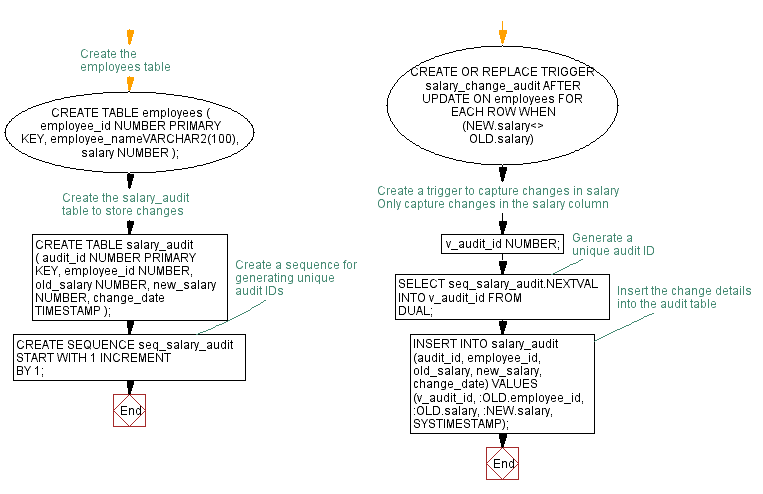 Create the
employees table
CREATE TABLE employees (
employee_id NUMBER PRIMARY
KEY, employee_nameVARCHAR2(100),
salary NUMBER );
Create the salary_audit
table to store changes
CREATE TABLE salary_audit
( audit_id NUMBER PRIMARY
KEY, employee_id NUMBER,
old_salary NUMBER, new_salary
NUMBER, change_date
TIMESTAMP );
Create a sequence for
generating unique
audit IDs
CREATE SEQUENCE seq_salary_audit
START WITH 1 INCREMENT
BY 1;
End
CREATE OR REPLACE TRIGGER
salary_change_audit AFTER
UPDATE ON employees FOR
EACH ROW WHEN
(NEW.salary<>
OLD.salary)
Create a trigger to capture changes in salary
Only capture changes in the salary column
v_audit_id NUMBER;
Generate a
unique audit ID
SELECT seq_salary_audit.NEXTVAL
INTO v_audit_id FROM
DUAL;
Insert the change details
into the audit table
INSERT INTO salary_audit
(audit_id, employee_id,
old_salary, new_salary,
change_date) VALUES
(v_audit_id, :OLD.employee_id,
:OLD.salary, :NEW.salary,
SYSTIMESTAMP);
End